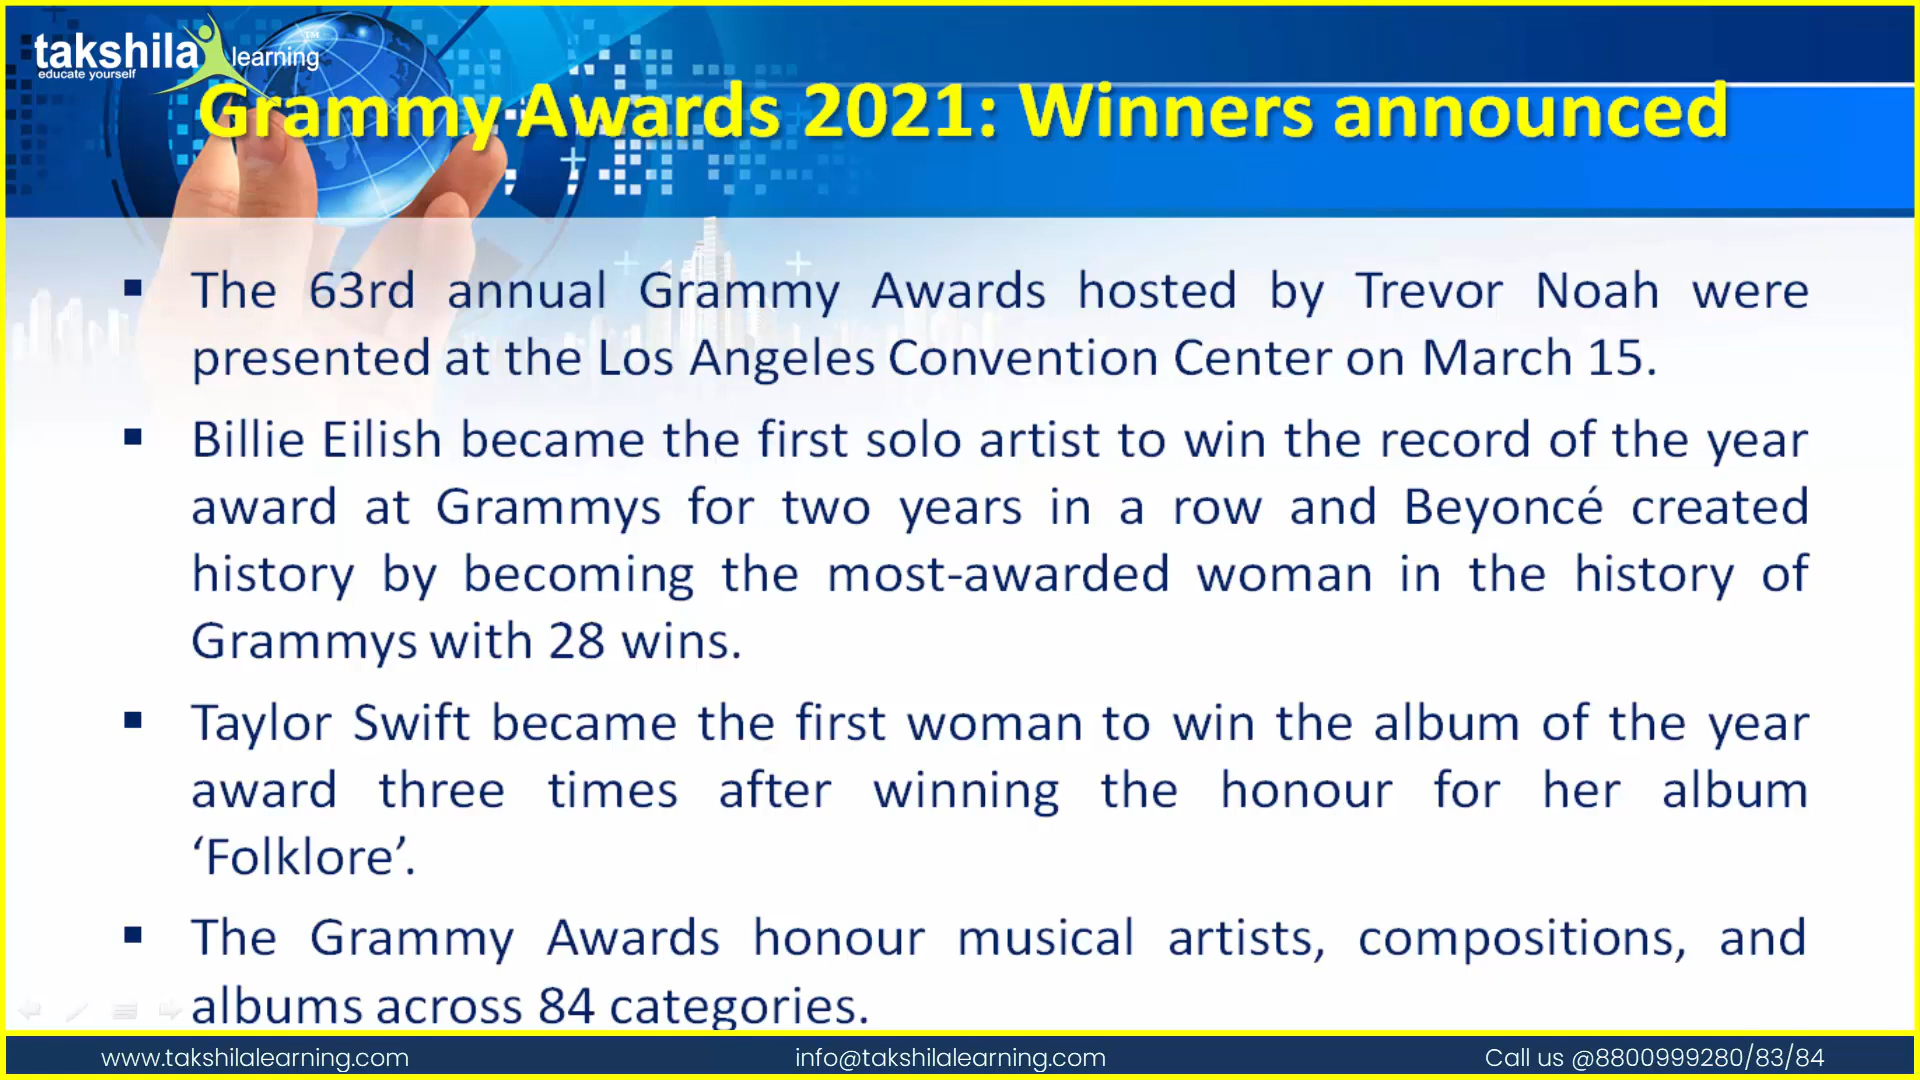 takshila learning TM
educate yourself
Grammy Awards 2021: Winners announced
▪ The 63rd annual Grammy Awards hosted by Trevor Noah were
presented at the Los Angeles Convention Center on March 15.
▪ Billie Eilish became the first solo artist to win the record of the year
award at Grammys for two years in a row and Beyoncé created
history by becoming the most-awarded woman in the history of
Grammys with 28 wins.
▪ Taylor Swift became the first woman to win the album of the year
award three times after winning the honour for her album
‘Folklore’.
▪ The Grammy Awards honour musical artists, compositions, and
albums across 84 categories.
www.takshilalearning.com info@takshilalearning.com Call us @8800999280/83/84